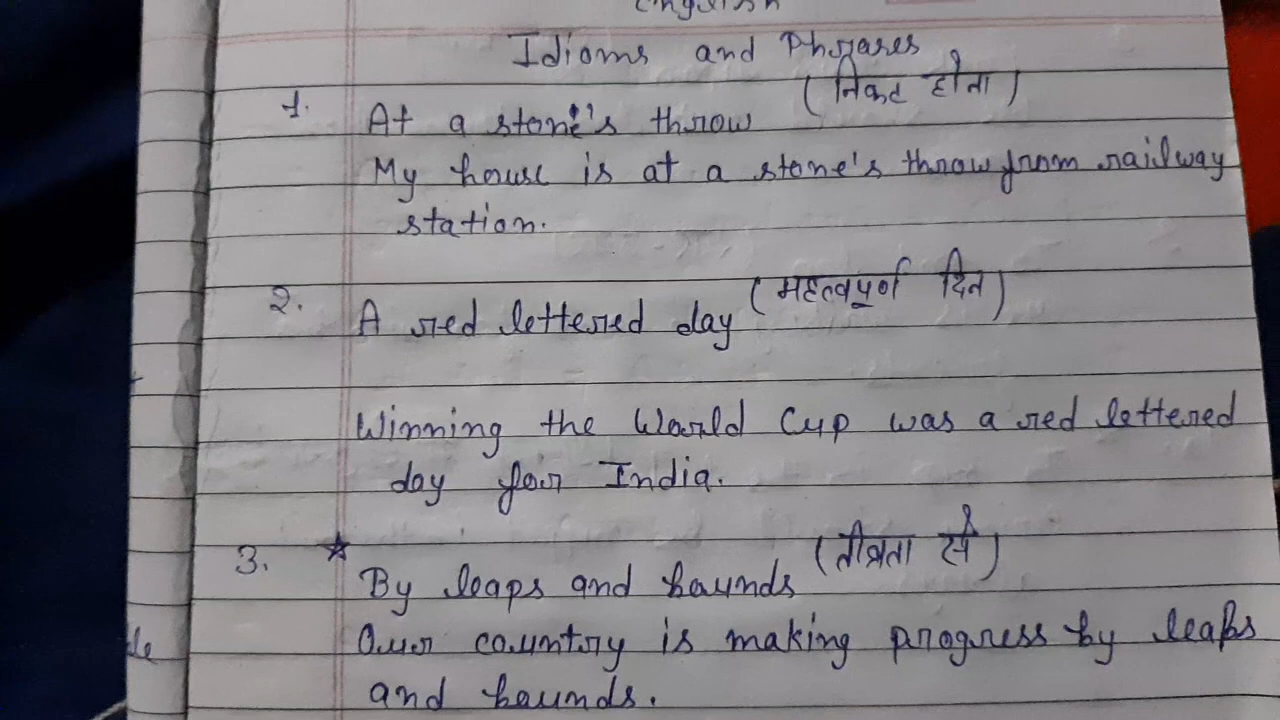 English
Idioms and Phrases
1. At a stone's throw (निकट होना)
My house is at a stone's throw from railway
station.
2. A red lettered day (महत्वपूर्ण दिन)
Winning the World Cup was a red lettered
day for India.
3. ☆ By leaps and bounds (तीव्रता से)
Our country is making progress by leaps
and bounds.